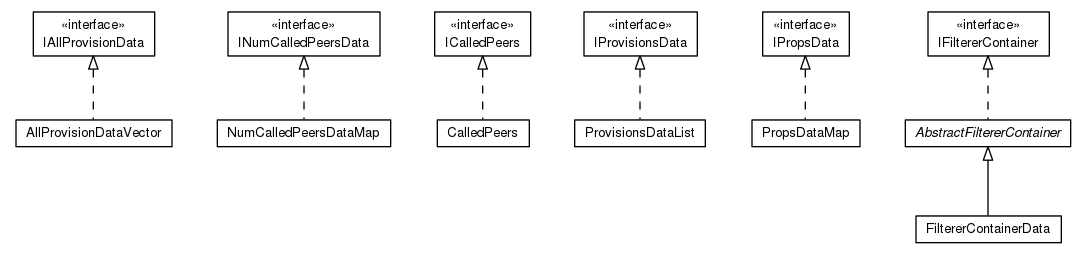 «interface»
IAllProvisionData
«interface»
INumCalledPeersData
«interface»
ICalledPeers
«interface»
IProvisionsData
«interface»
IPropsData
«interface»
IFiltererContainer
AllProvisionDataVector
NumCalledPeersDataMap
CalledPeers
ProvisionsDataList
PropsDataMap
AbstractFiltererContainer
FiltererContainerData